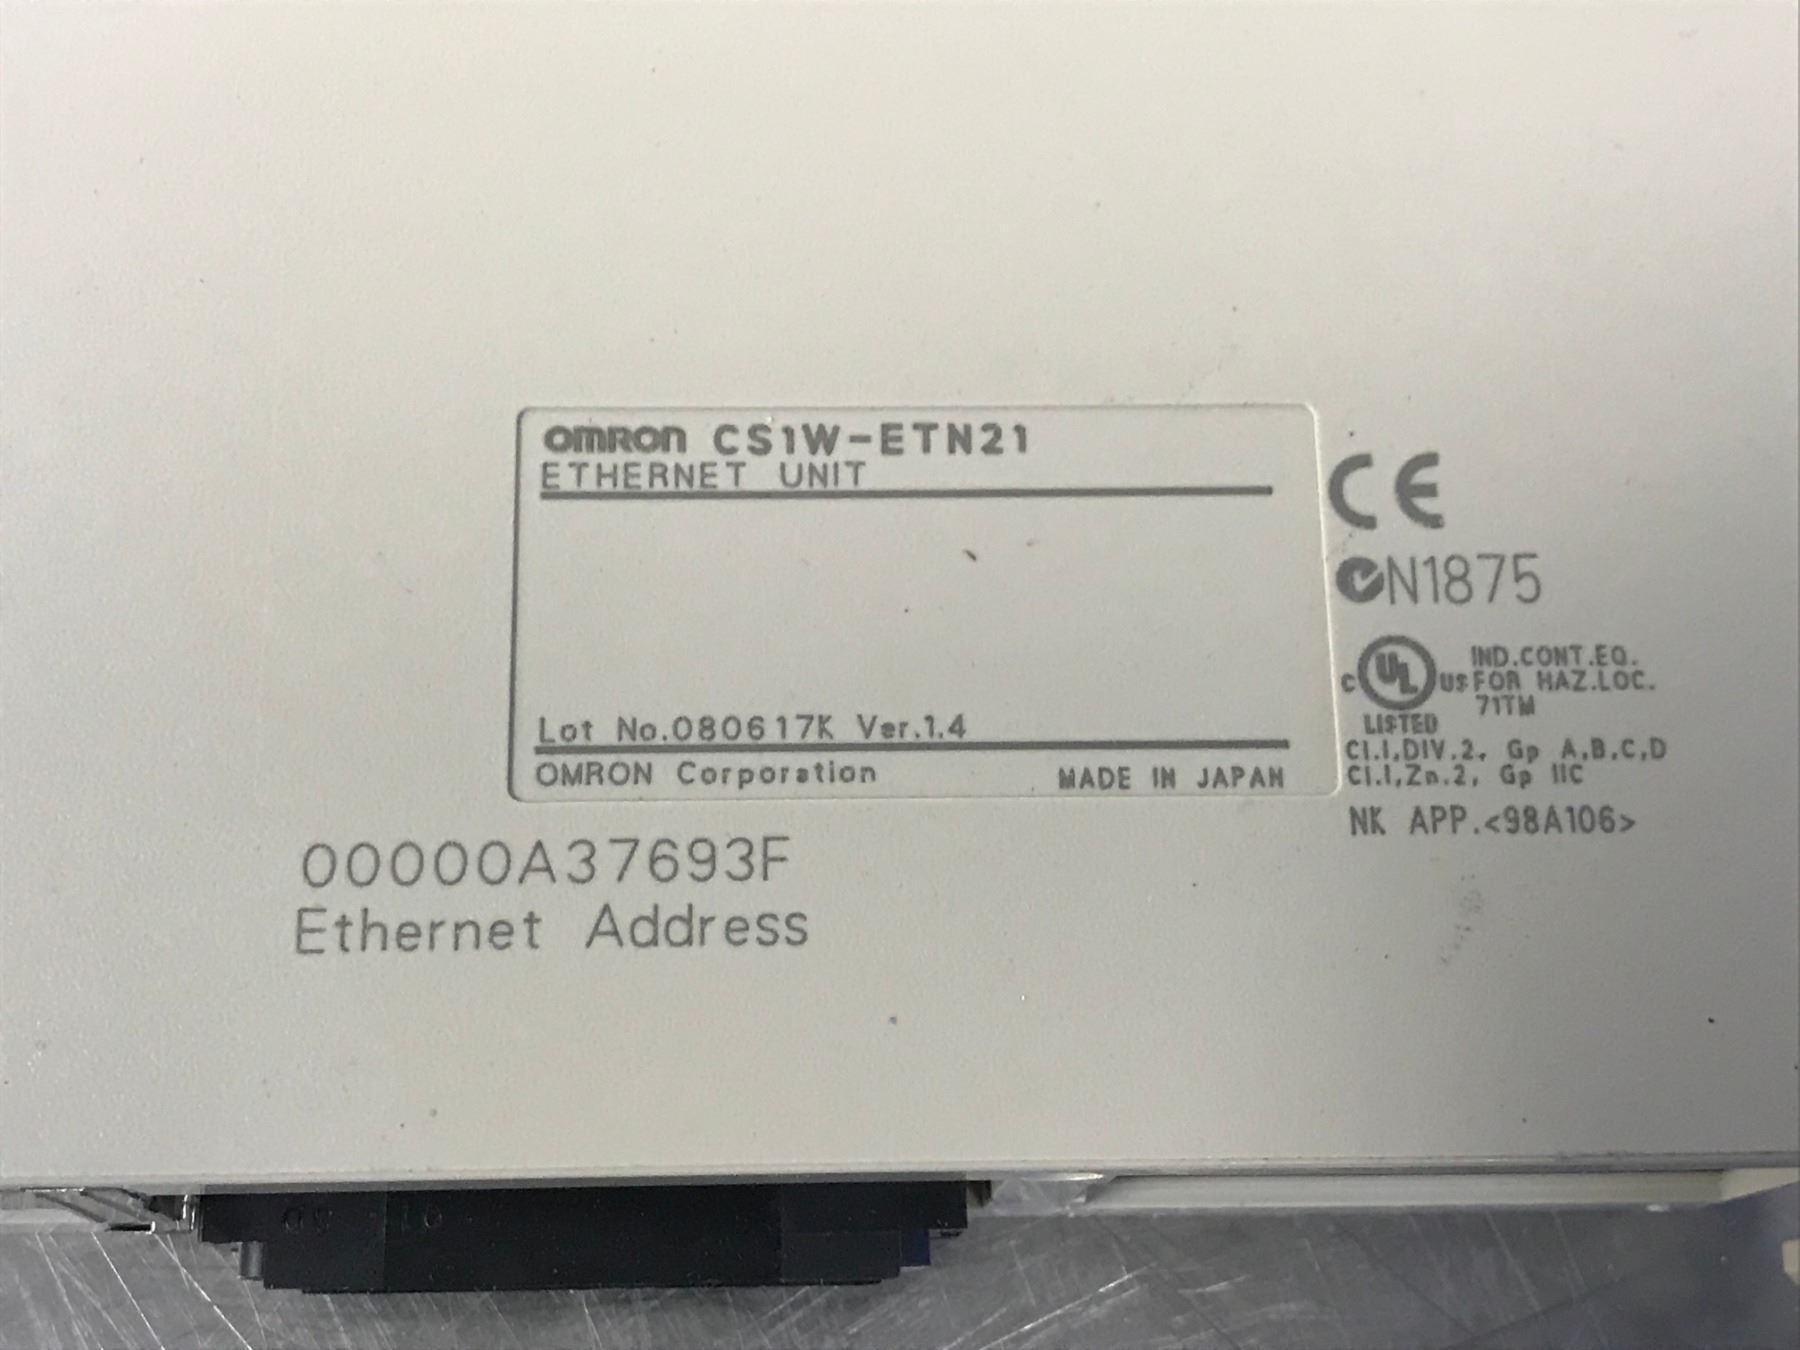 OMRON CS1W-ETN21
ETHERNET UNIT
Lot No.080617K Ver.1.4
OMRON Corporation MADE IN JAPAN
00000A37693F
Ethernet Address
CE
N1875
C UL US IND.CONT.EQ.
FOR HAZ.LOC.
71TM
LISTED
Cl.I,DIV.2, Gp A,B,C,D
Cl.I,Zn.2, Gp IIC
NK APP.<98A106>